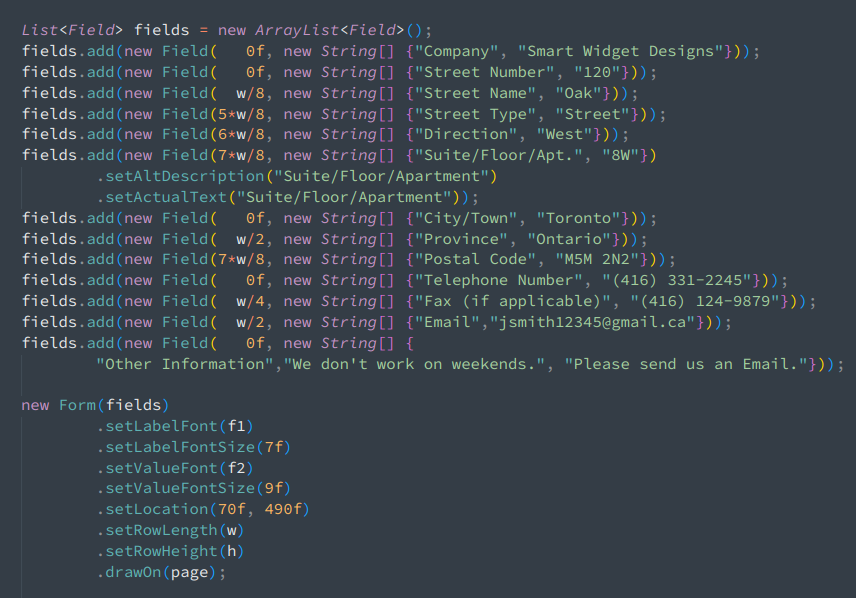 List<Field> fields = new ArrayList<Field>();
fields.add(new Field(   0f, new String[] {"Company", "Smart Widget Designs"}));
fields.add(new Field(   0f, new String[] {"Street Number", "120"}));
fields.add(new Field(  w/8, new String[] {"Street Name", "Oak"}));
fields.add(new Field(5*w/8, new String[] {"Street Type", "Street"}));
fields.add(new Field(6*w/8, new String[] {"Direction", "West"}));
fields.add(new Field(7*w/8, new String[] {"Suite/Floor/Apt.", "8W"})
        .setAltDescription("Suite/Floor/Apartment")
        .setActualText("Suite/Floor/Apartment"));
fields.add(new Field(   0f, new String[] {"City/Town", "Toronto"}));
fields.add(new Field(  w/2, new String[] {"Province", "Ontario"}));
fields.add(new Field(7*w/8, new String[] {"Postal Code", "M5M 2N2"}));
fields.add(new Field(   0f, new String[] {"Telephone Number", "(416) 331-2245"}));
fields.add(new Field(  w/4, new String[] {"Fax (if applicable)", "(416) 124-9879"}));
fields.add(new Field(  w/2, new String[] {"Email","jsmith12345@gmail.ca"}));
fields.add(new Field(   0f, new String[] {
        "Other Information","We don't work on weekends.", "Please send us an Email."}));
new Form(fields)
        .setLabelFont(f1)
        .setLabelFontSize(7f)
        .setValueFont(f2)
        .setValueFontSize(9f)
        .setLocation(70f, 490f)
        .setRowLength(w)
        .setRowHeight(h)
        .drawOn(page);